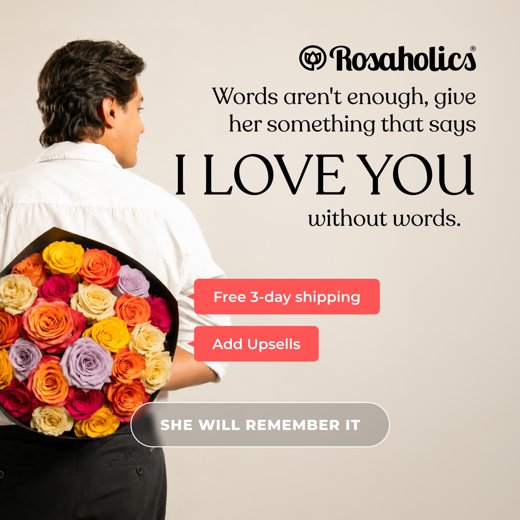 Rosaholics®
Words aren't enough, give
her something that says
I LOVE YOU
without words.
Free 3-day shipping
Add Upsells
SHE WILL REMEMBER IT